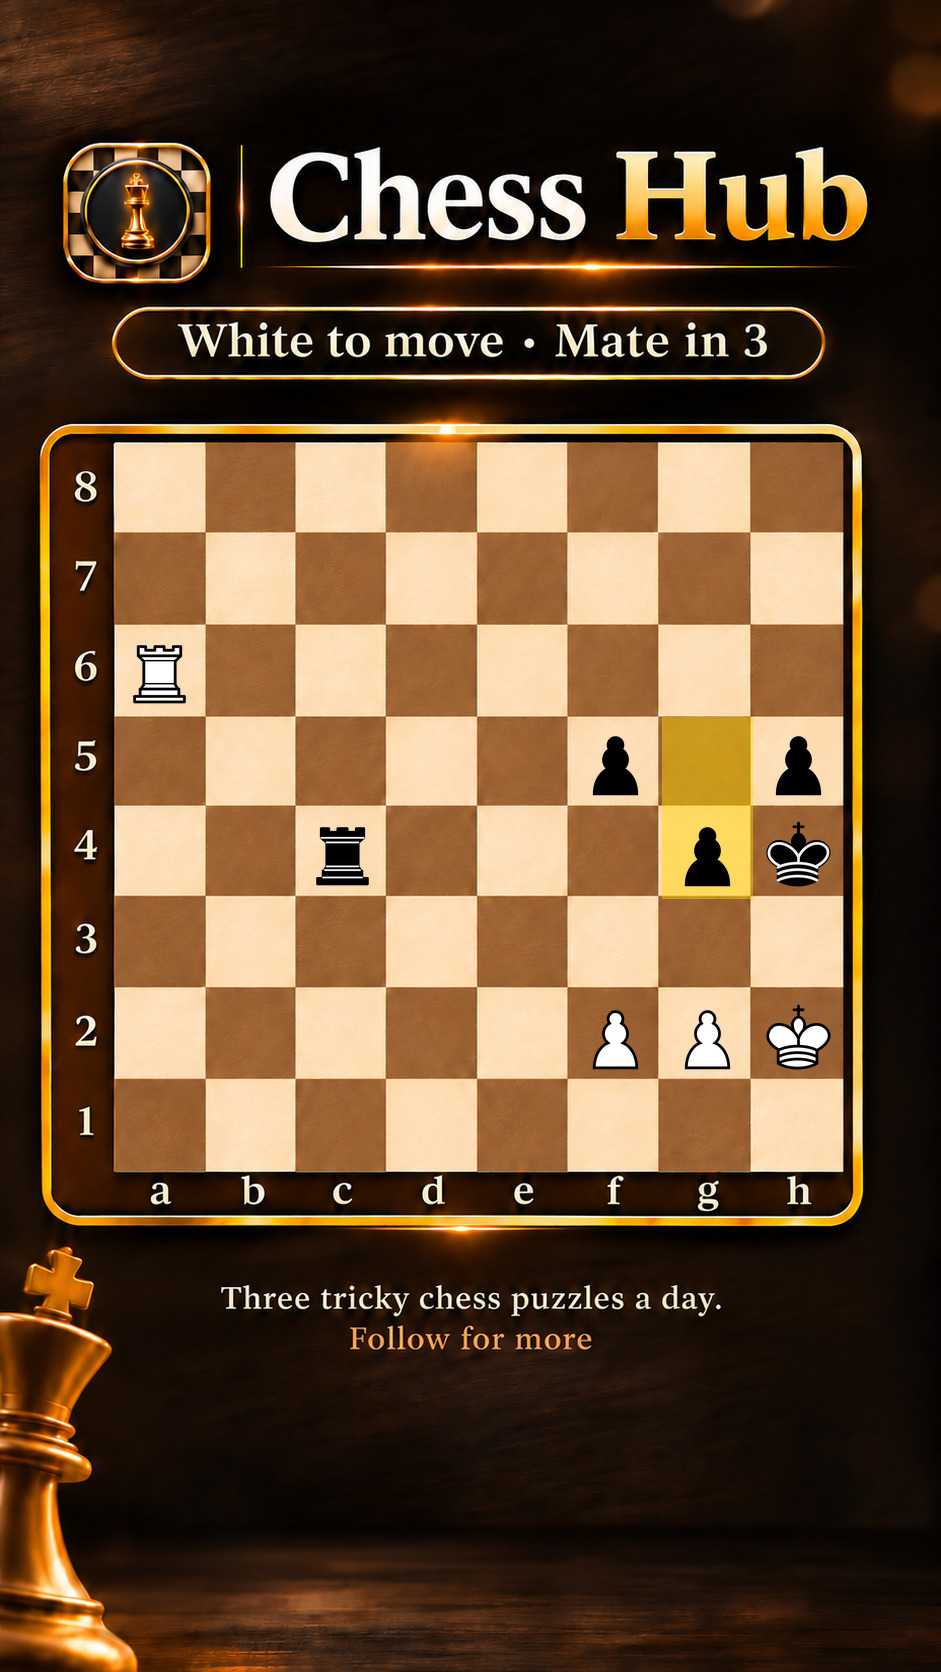 Chess Hub
White to move • Mate in 3
8
7
6
5
4
3
2
1
a b c d e f g h
Three tricky chess puzzles a day.
Follow for more